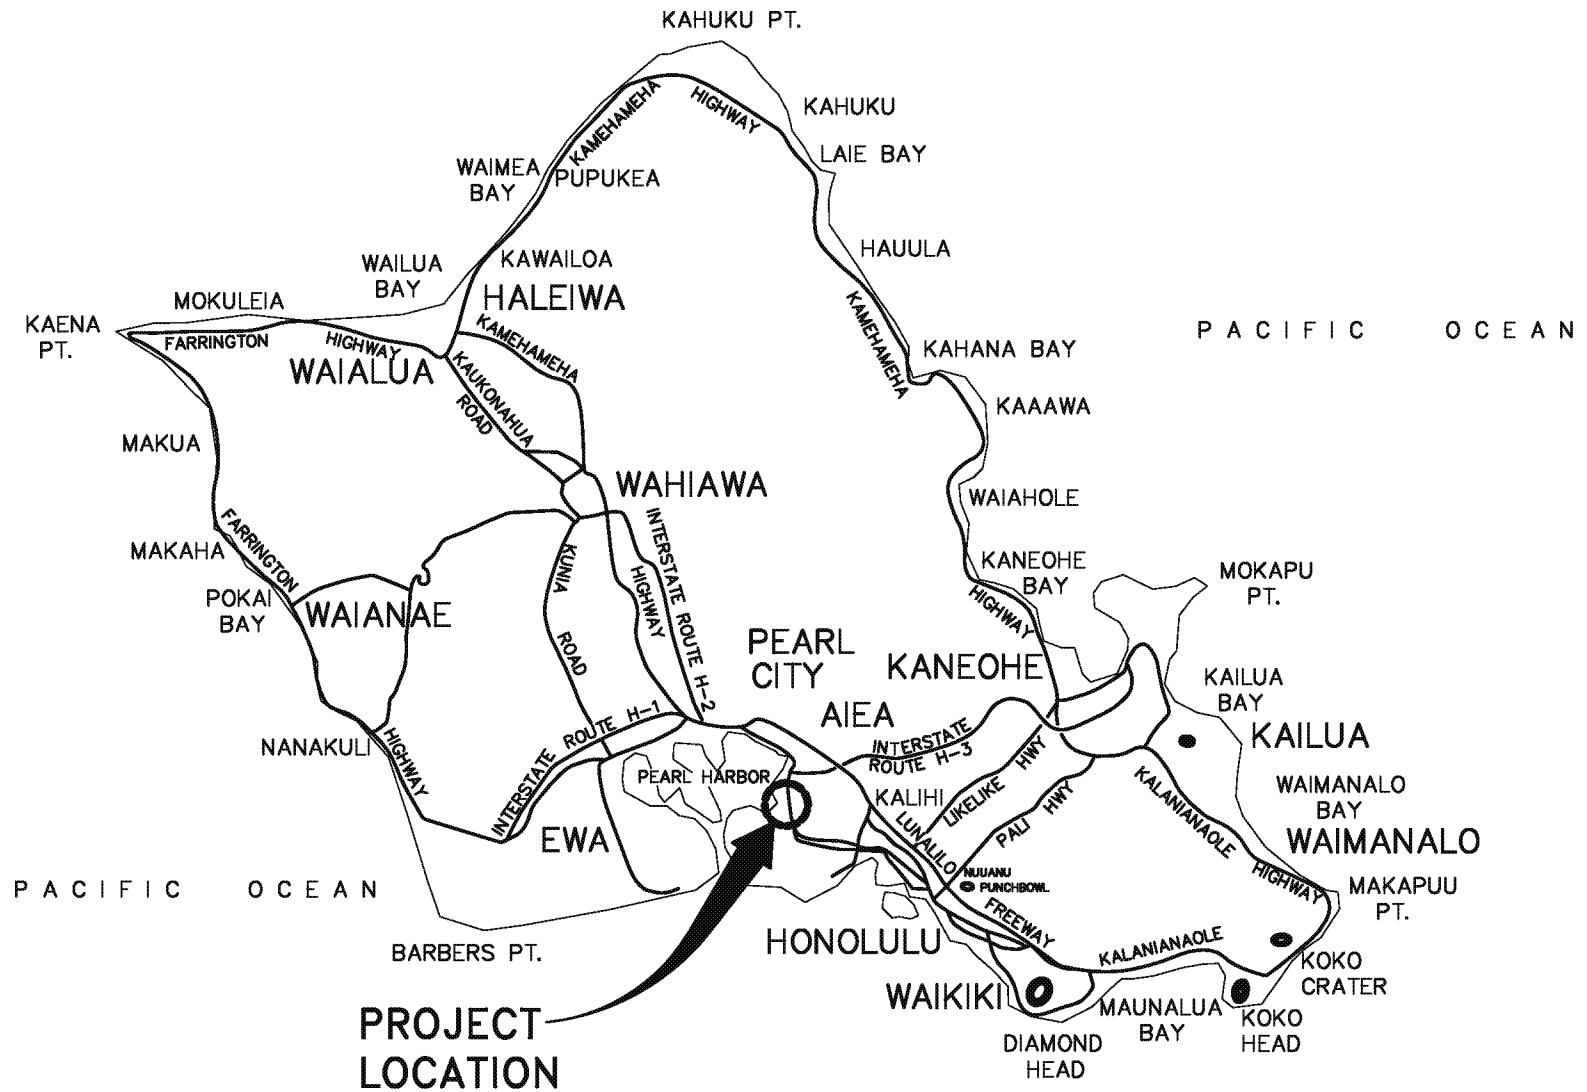 KAHUKU PT.
KAHUKU
LAIE BAY
KAMEHAMEHA
HIGHWAY
WAIMEA
BAY
PUPUKEA
HAUULA
KAWAILOA
WAILUA
BAY
HALEIWA
MOKULEIA
KAENA
PT.
FARRINGTON
HIGHWAY
WAIALUA
KAMEHAMEHA
KAUKONAHUA
ROAD
KAMEHAMEHA
KAHANA BAY
PACIFIC OCEAN
KAAAWA
MAKUA
WAHIAWA
WAIAHOLE
FARRINGTON
MAKAHA
POKAI
BAY
WAIANAE
KUNIA
ROAD
INTERSTATE ROUTE H-2
HIGHWAY
KANEOHE
BAY
HIGHWAY
MOKAPU
PT.
PEARL
CITY
KANEOHE
KAILUA
BAY
AIEA
KAILUA
NANAKULI
HIGHWAY
INTERSTATE ROUTE H-1
INTERSTATE
ROUTE H-3
PEARL HARBOR
KALIHI
LIKELIKE HWY
PALI HWY
KALANIANAOLE
HIGHWAY
WAIMANALO
BAY
WAIMANALO
EWA
LUNALILO
FREEWAY
NUUANU
PUNCHBOWL
MAKAPUU
PT.
PACIFIC OCEAN
BARBERS PT.
HONOLULU
KALANIANAOLE
KOKO
CRATER
WAIKIKI
MAUNALUA
BAY
KOKO
HEAD
DIAMOND
HEAD
PROJECT
LOCATION